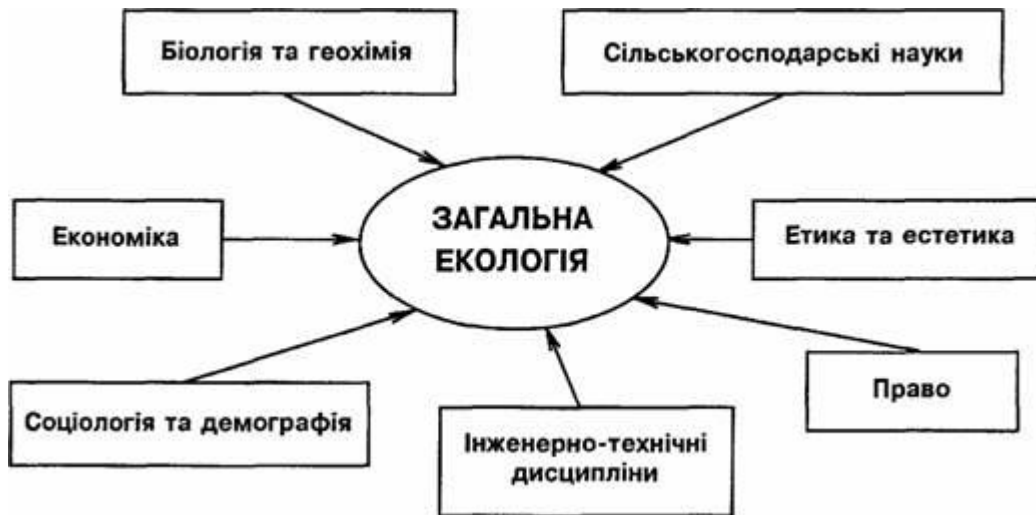 Біологія та геохімія
Сільськогосподарські науки
ЗАГАЛЬНА
ЕКОЛОГІЯ
Економіка
Етика та естетика
Соціологія та демографія
Інженерно-технічні
дисципліни
Право